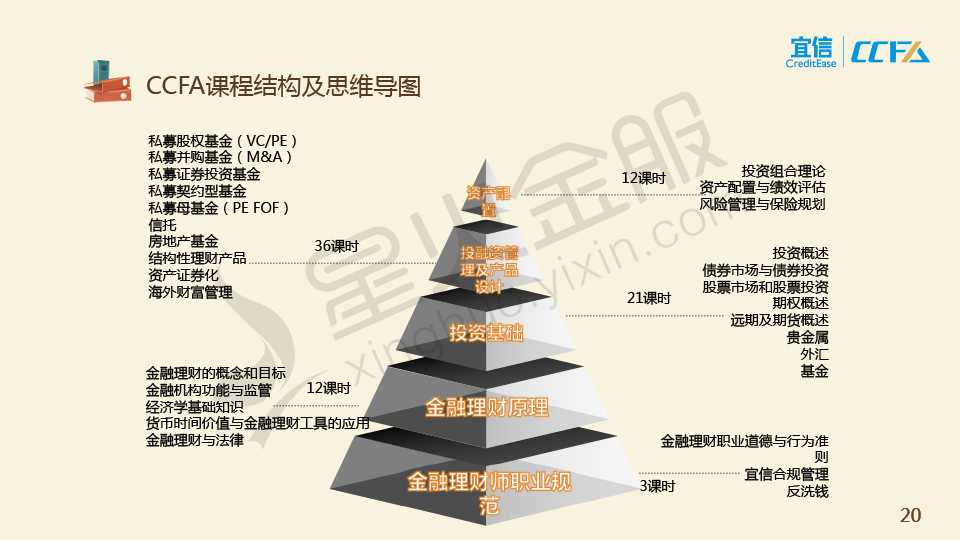 宜信
CreditEase
CCFA
CCFA课程结构及思维导图
私募股权基金（VC/PE）
私募并购基金（M&A）
私募证券投资基金
私募契约型基金
私募母基金（PE FOF）
信托
房地产基金
结构性理财产品
资产证券化
海外财富管理
36课时
资产配
置
12课时
投资组合理论
资产配置与绩效评估
风险管理与保险规划
投融资管
理及产品
设计
投资基础
21课时
投资概述
债券市场与债券投资
股票市场和股票投资
期权概述
远期及期货概述
贵金属
外汇
基金
金融理财的概念和目标
金融机构功能与监管
经济学基础知识
货币时间价值与金融理财工具的应用
金融理财与法律
12课时
金融理财原理
金融理财师职业规
范
3课时
金融理财职业道德与行为准
则
宜信合规管理
反洗钱
星火金服
xinghuoyixin.com
20